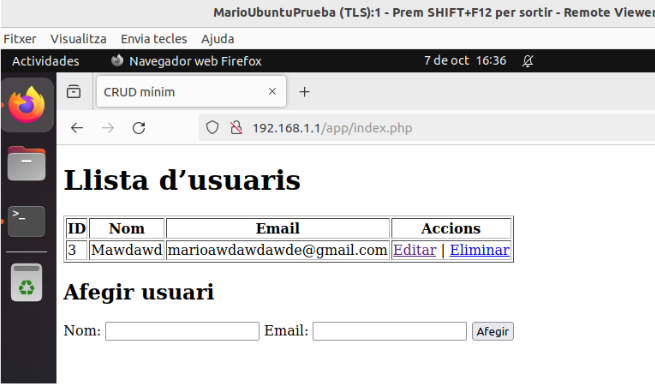 MarioUbuntuPrueba (TLS):1 - Prem SHIFT+F12 per sortir - Remote Viewer
Fitxer Visualitza Envia tecles Ajuda
Actividades Navegador web Firefox 7 de oct 16:36
CRUD mínim × +
192.168.1.1/app/index.php
Llista d’usuaris
ID Nom Email Accions
3 Mawdawd marioawdawdawde@gmail.com Editar | Eliminar
Afegir usuari
Nom: Email: Afegir